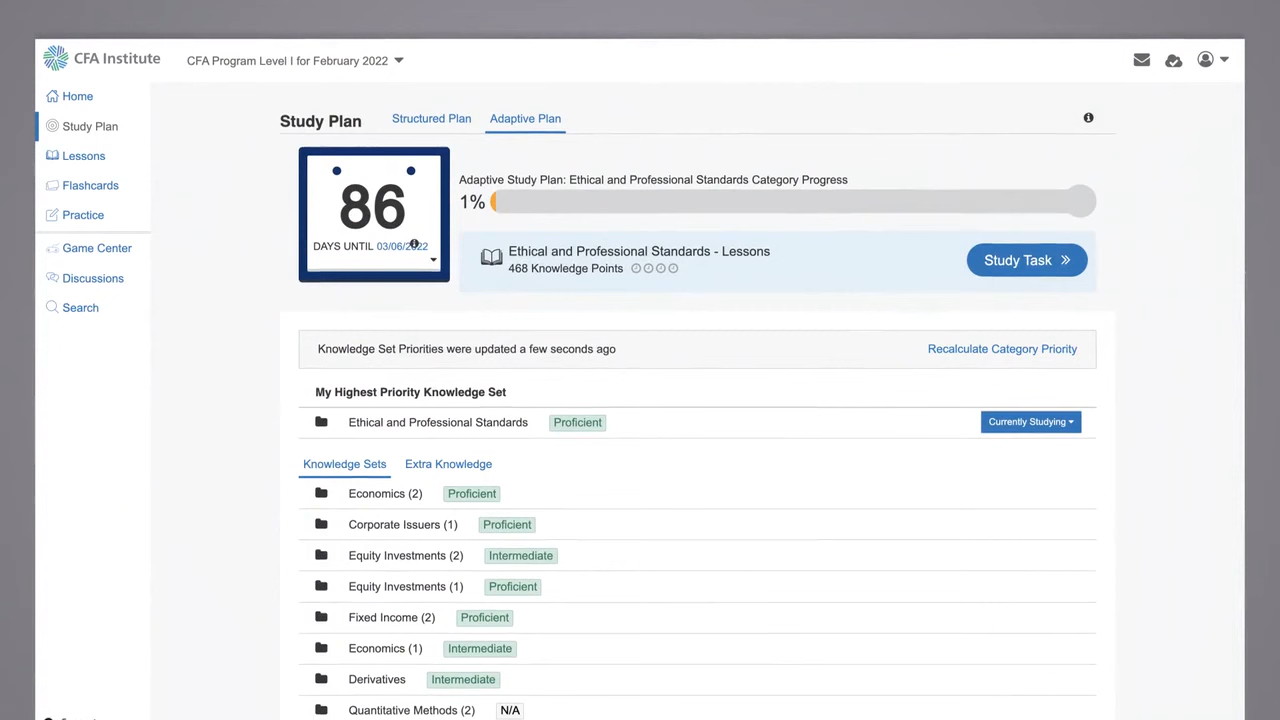 CFA Institute
CFA Program Level I for February 2022
Home
Study Plan
Lessons
Flashcards
Practice
Game Center
Discussions
Search
Study Plan
Structured Plan
Adaptive Plan
86
DAYS UNTIL 03/06/2022
Adaptive Study Plan: Ethical and Professional Standards Category Progress
1%
Ethical and Professional Standards - Lessons
468 Knowledge Points
Study Task
Knowledge Set Priorities were updated a few seconds ago
Recalculate Category Priority
My Highest Priority Knowledge Set
Ethical and Professional Standards Proficient
Currently Studying
Knowledge Sets
Extra Knowledge
Economics (2) Proficient
Corporate Issuers (1) Proficient
Equity Investments (2) Intermediate
Equity Investments (1) Proficient
Fixed Income (2) Proficient
Economics (1) Intermediate
Derivatives Intermediate
Quantitative Methods (2) N/A